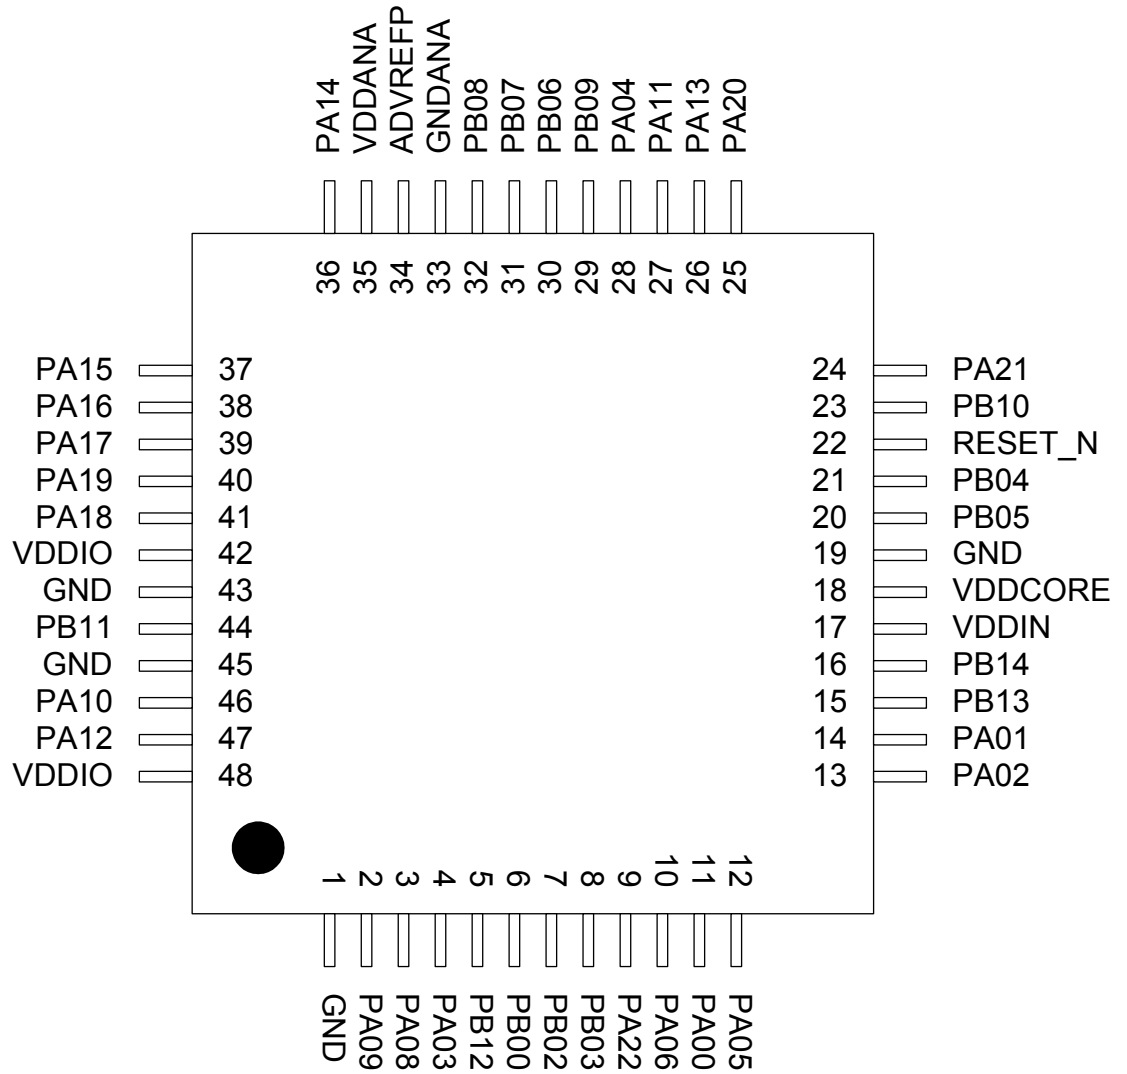 PA14 VDDANA ADVREFP GNDANA PB08 PB07 PB06 PB09 PA04 PA11 PA13 PA20
36 35 34 33 32 31 30 29 28 27 26 25
PA15 37 24 PA21
PA16 38 23 PB10
PA17 39 22 RESET_N
PA19 40 21 PB04
PA18 41 20 PB05
VDDIO 42 19 GND
GND 43 18 VDDCORE
PB11 44 17 VDDIN
GND 45 16 PB14
PA10 46 15 PB13
PA12 47 14 PA01
VDDIO 48 13 PA02
1 2 3 4 5 6 7 8 9 10 11 12
GND PA09 PA08 PA03 PB12 PB00 PB02 PB03 PA22 PA06 PA00 PA05